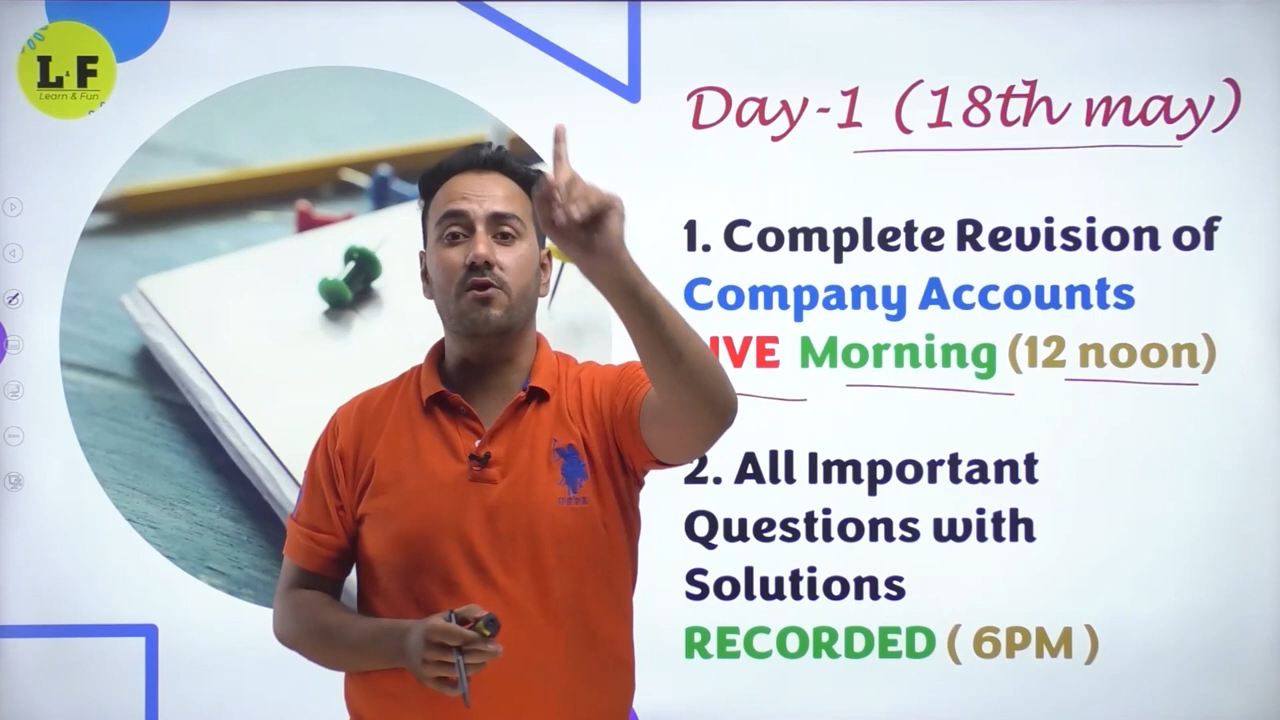 L & F
Learn & Fun
Day-1 (18th may)
1. Complete Revision of
Company Accounts
IVE Morning (12 noon)
2. All Important
Questions with
Solutions
RECORDED ( 6PM )